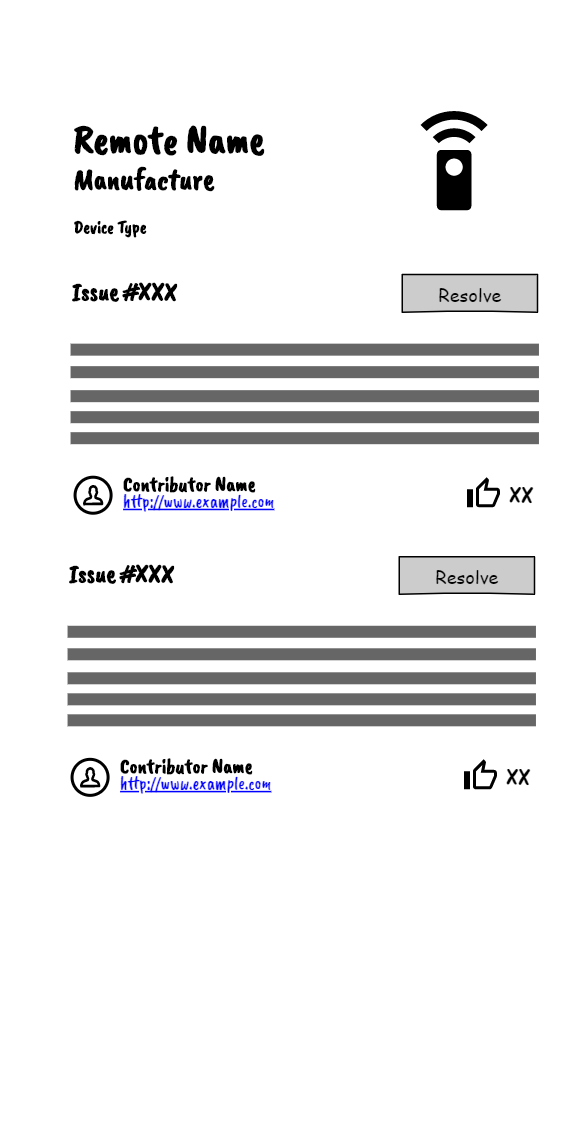 Remote Name
Manufacture
Device Type
Issue #XXX
Resolve
Contributor Name
http://www.example.com
XX
Issue #XXX
Resolve
Contributor Name
http://www.example.com
XX